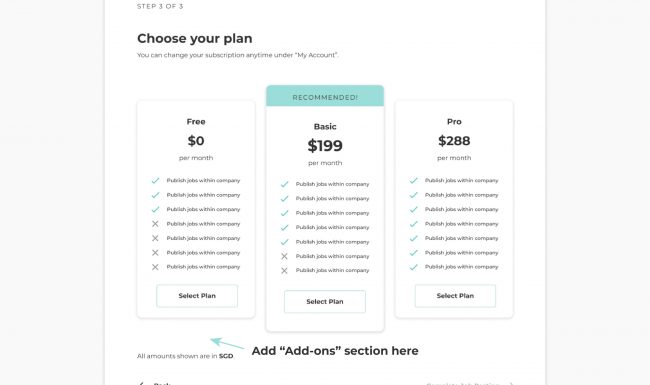 STEP 3 OF 3
Choose your plan
You can change your subscription anytime under "My Account".
RECOMMENDED!
Free
$0
per month
Publish jobs within company
Publish jobs within company
Publish jobs within company
Publish jobs within company
Publish jobs within company
Publish jobs within company
Publish jobs within company
Select Plan
Basic
$199
per month
Publish jobs within company
Publish jobs within company
Publish jobs within company
Publish jobs within company
Publish jobs within company
Publish jobs within company
Publish jobs within company
Select Plan
Pro
$288
per month
Publish jobs within company
Publish jobs within company
Publish jobs within company
Publish jobs within company
Publish jobs within company
Publish jobs within company
Publish jobs within company
Select Plan
Add “Add-ons” section here
All amounts shown are in SGD.
Back